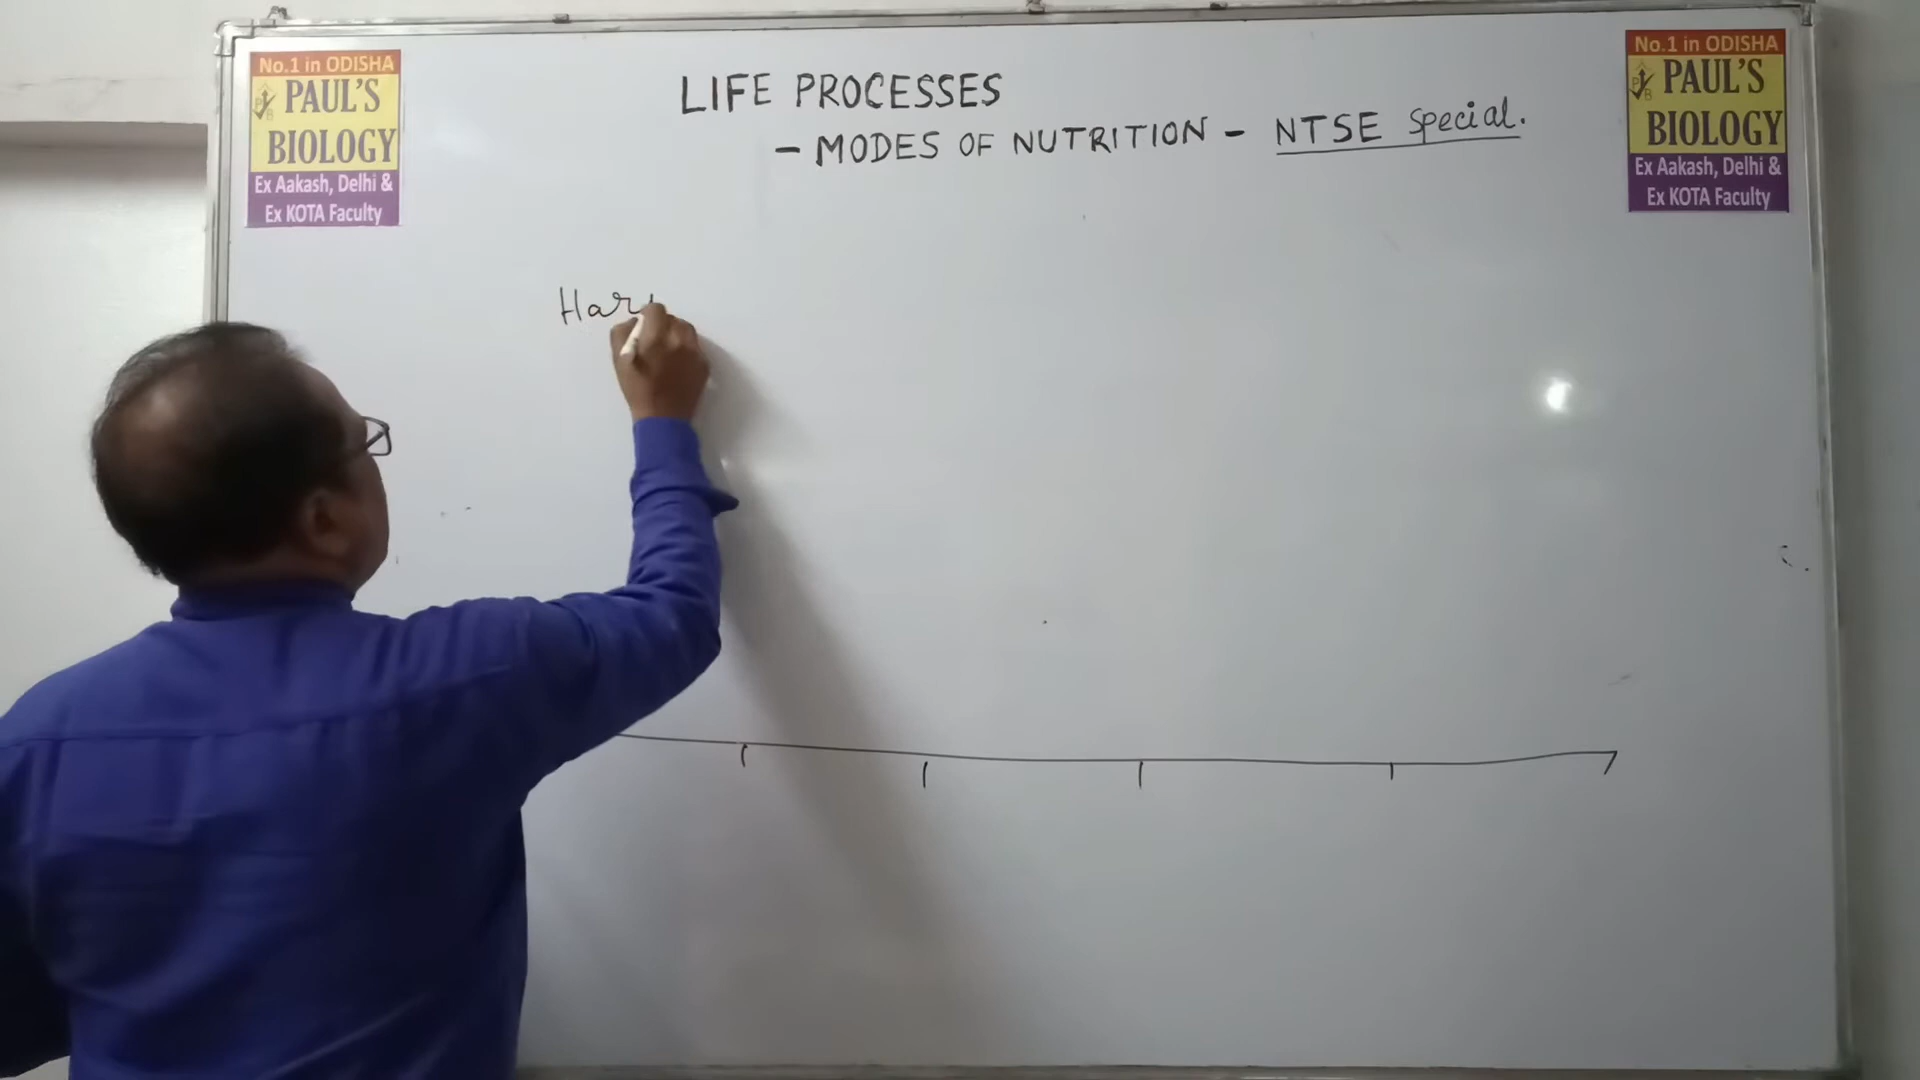 No.1 in ODISHA
PAUL'S
BIOLOGY
Ex Aakash, Delhi &
Ex KOTA Faculty
LIFE PROCESSES
- MODES OF NUTRITION - NTSE Special.
No.1 in ODISHA
PAUL'S
BIOLOGY
Ex Aakash, Delhi &
Ex KOTA Faculty